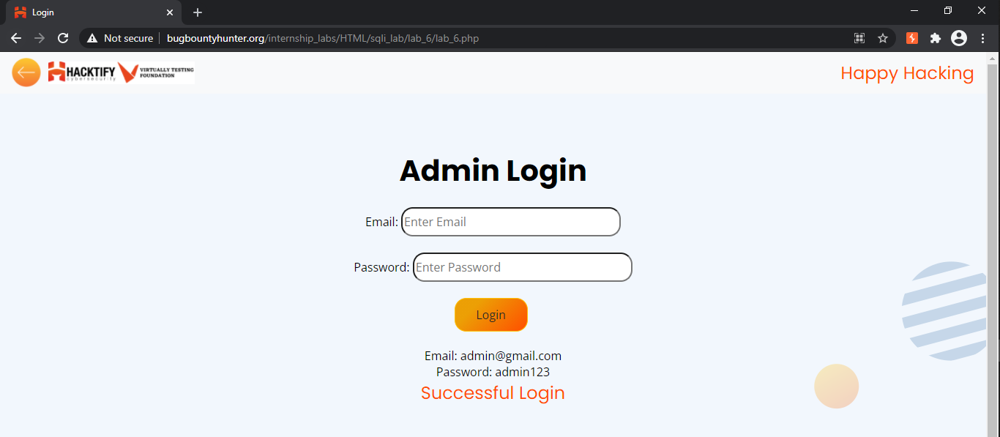 Login
Not secure
bugbountyhunter.org/internship_labs/HTML/sqli_lab/lab_6/lab_6.php
HACKTIFY
cybersecurity
VIRTUALLY TESTING
FOUNDATION
Happy Hacking
Admin Login
Email: Enter Email
Password: Enter Password
Login
Email: admin@gmail.com
Password: admin123
Successful Login